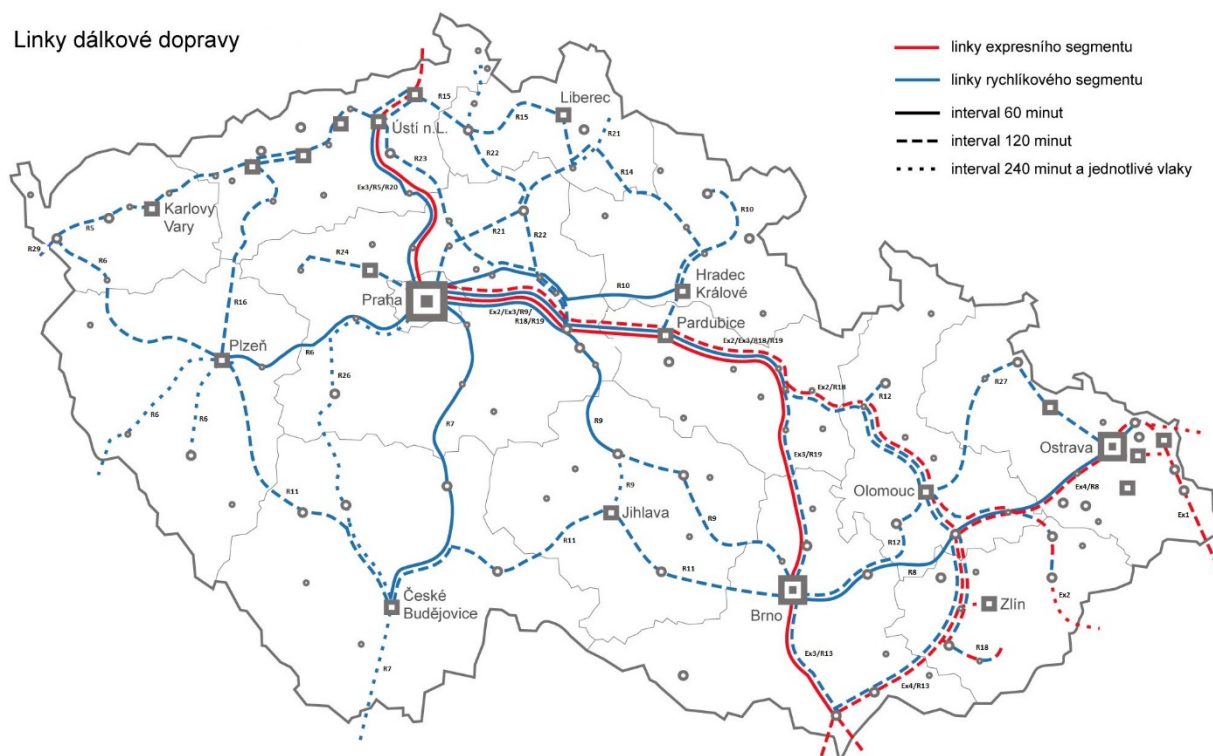 Linky dálkové dopravy
linky expresního segmentu
linky rychlíkového segmentu
interval 60 minut
interval 120 minut
interval 240 minut a jednotlivé vlaky
R15
Liberec
R15
R21
Ústí n.L.
R23
R22
R14
Ex3/R5/R20
Karlovy
Vary
R5
R10
R29
R6
R24
R21
R22
R16
Praha
R10
Hradec
Králové
Ex2/Ex3/R9/
R18/R19
Pardubice
Plzeň
R6
Ex2/Ex3/R18/R19
Ex2/R18
R12
R27
R26
R6
R6
R7
R9
Ostrava
Ex3/R19
Ex4/R8
Olomouc
R11
R9
Jihlava
R9
R12
Ex1
R11
R11
R8
České
Budějovice
Brno
Zlín
Ex2
R18
R7
Ex3/R13
Ex4/R13